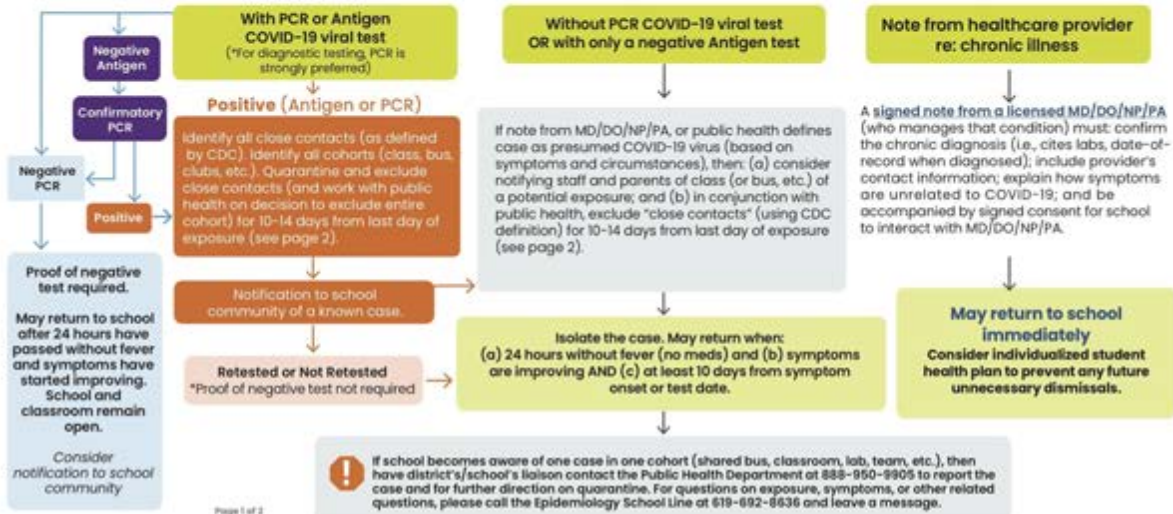 With PCR or Antigen
COVID-19 viral test
(*For diagnostic testing, PCR is
strongly preferred)
Negative
Antigen
Confirmatory
PCR
Negative
PCR
Positive
Proof of negative
test required.
May return to school
after 24 hours have
passed without fever
and symptoms have
started improving.
School and
classroom remain
open.
Consider
notification to school
community
Positive (Antigen or PCR)
Identify all close contacts (as defined
by CDC). Identify all cohorts (class, bus,
clubs, etc.). Quarantine and exclude
close contacts (and work with public
health on decision to exclude entire
cohort) for 10-14 days from last day of
exposure (see page 2).
Notification to school
community of a known case.
Retested or Not Retested
*Proof of negative test not required
Without PCR COVID-19 viral test
OR with only a negative Antigen test
If note from MD/DO/NP/PA, or public health defines
case as presumed COVID-19 virus (based on
symptoms and circumstances), then: (a) consider
notifying staff and parents of class (or bus, etc.) of
a potential exposure; and (b) in conjunction with
public health, exclude "close contacts" (using CDC
definition) for 10-14 days from last day of exposure
(see page 2).
Isolate the case. May return when:
(a) 24 hours without fever (no meds) and (b) symptoms
are improving AND (c) at least 10 days from symptom
onset or test date.
Note from healthcare provider
re: chronic illness
A signed note from a licensed MD/DO/NP/PA
(who manages that condition) must: confirm
the chronic diagnosis (i.e., cites labs, date-of-
record when diagnosed); include provider's
contact information; explain how symptoms
are unrelated to COVID-19; and be
accompanied by signed consent for school
to interact with MD/DO/NP/PA.
May return to school
immediately
Consider individualized student
health plan to prevent any future
unnecessary dismissals.
If school becomes aware of one case in one cohort (shared bus, classroom, lab, team, etc.), then
have district's/school's liaison contact the Public Health Department at 888-950-9905 to report the
case and for further direction on quarantine. For questions on exposure, symptoms, or other related
questions, please call the Epidemiology School Line at 619-692-8636 and leave a message.
Page 1 of 2